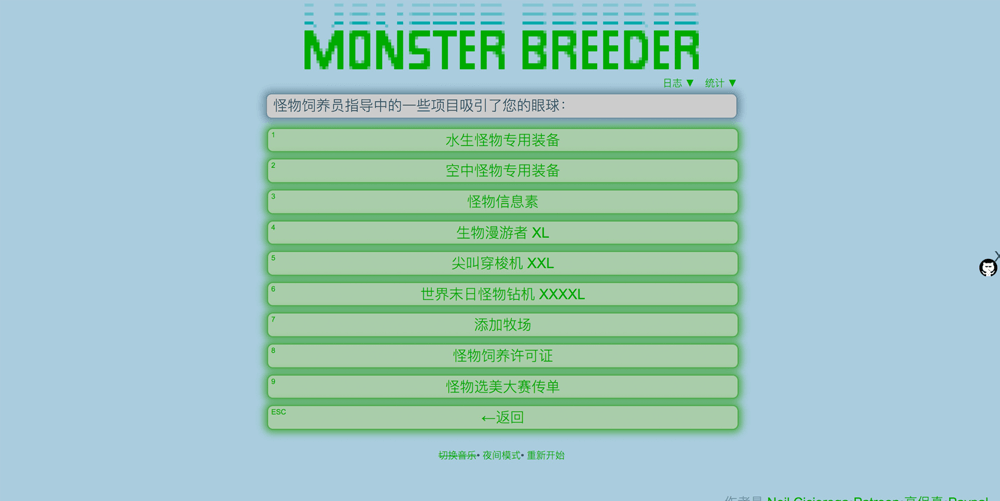 MONSTER BREEDER
日志 ▼ 统计 ▼
怪物饲养员指导中的一些项目吸引了您的眼球：
1 水生怪物专用装备
2 空中怪物专用装备
3 怪物信息素
4 生物漫游者 XL
5 尖叫穿梭机 XXL
6 世界末日怪物钻机 XXXXL
7 添加牧场
8 怪物饲养许可证
9 怪物选美大赛传单
ESC ←返回
切换音乐• 夜间模式• 重新开始